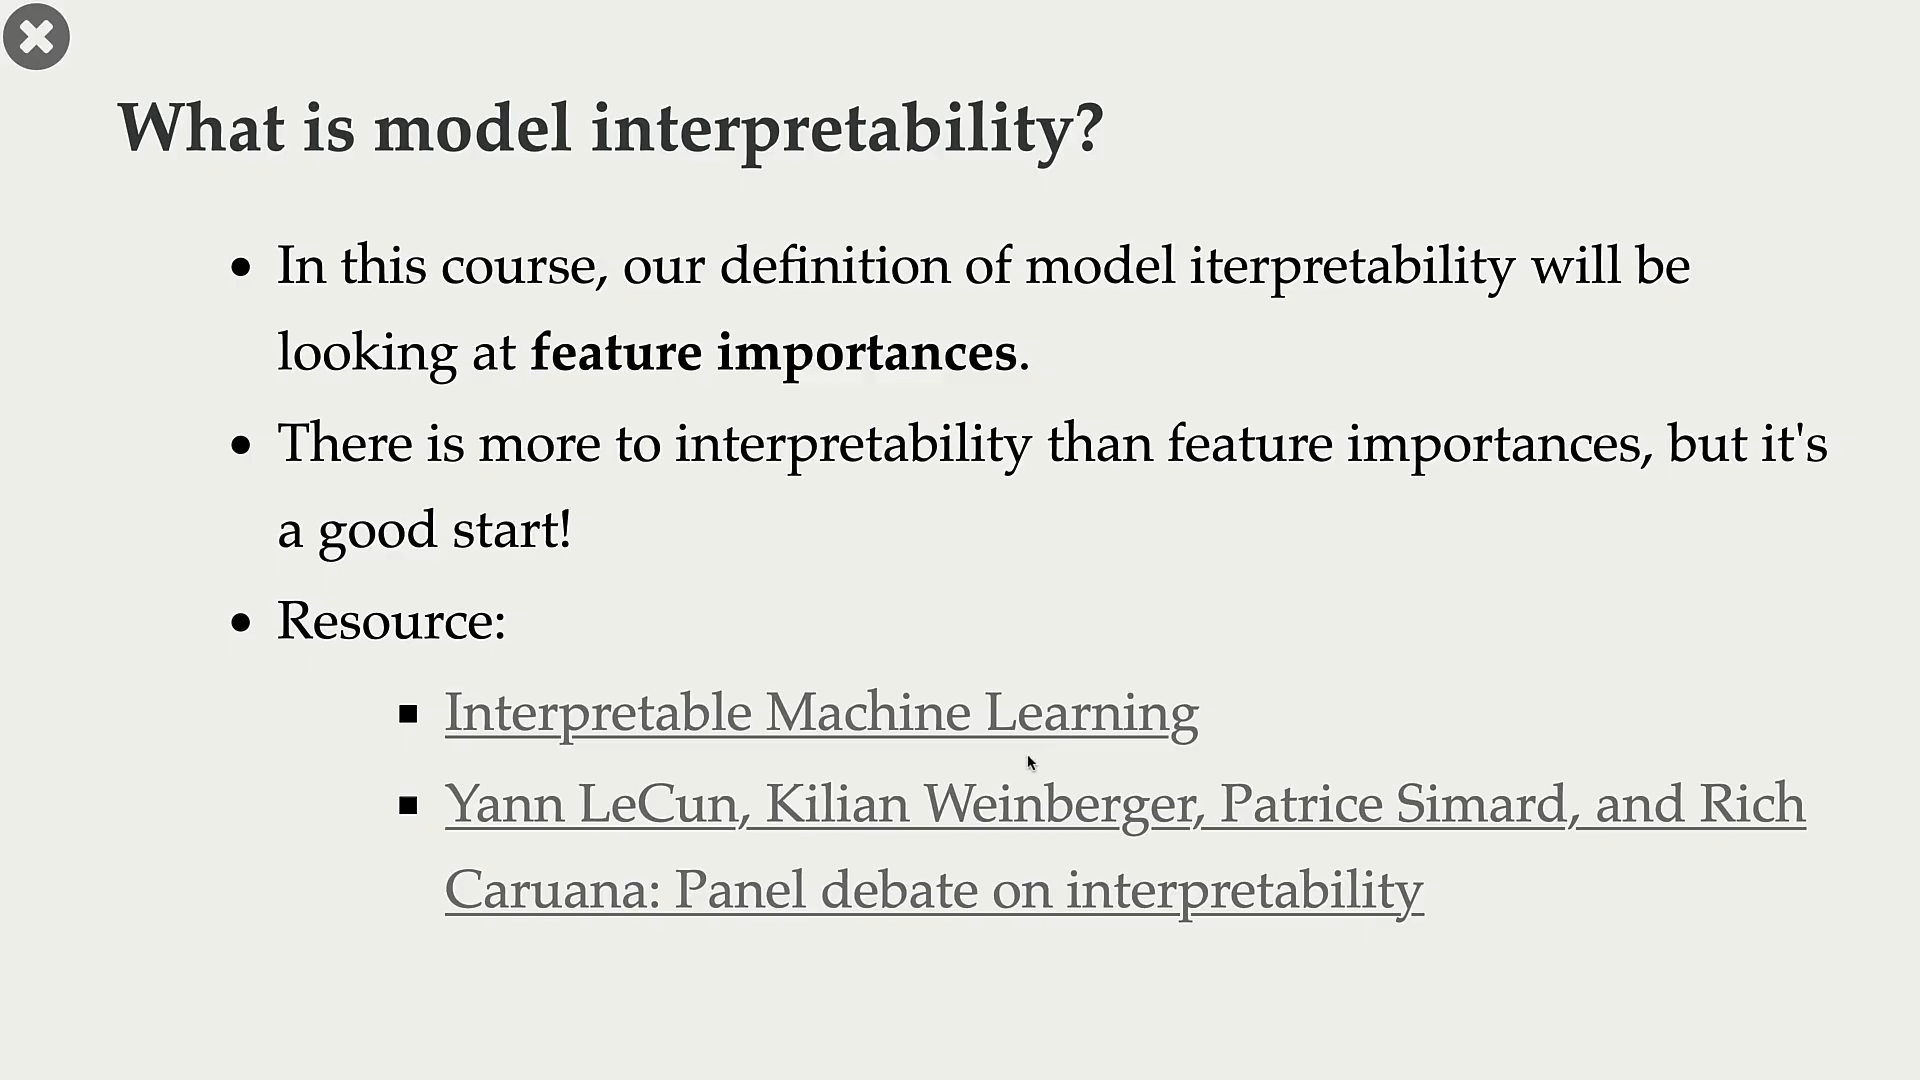 What is model interpretability?
In this course, our definition of model iterpretability will be
looking at feature importances.
There is more to interpretability than feature importances, but it's
a good start!
Resource:
Interpretable Machine Learning
Yann LeCun, Kilian Weinberger, Patrice Simard, and Rich
Caruana: Panel debate on interpretability